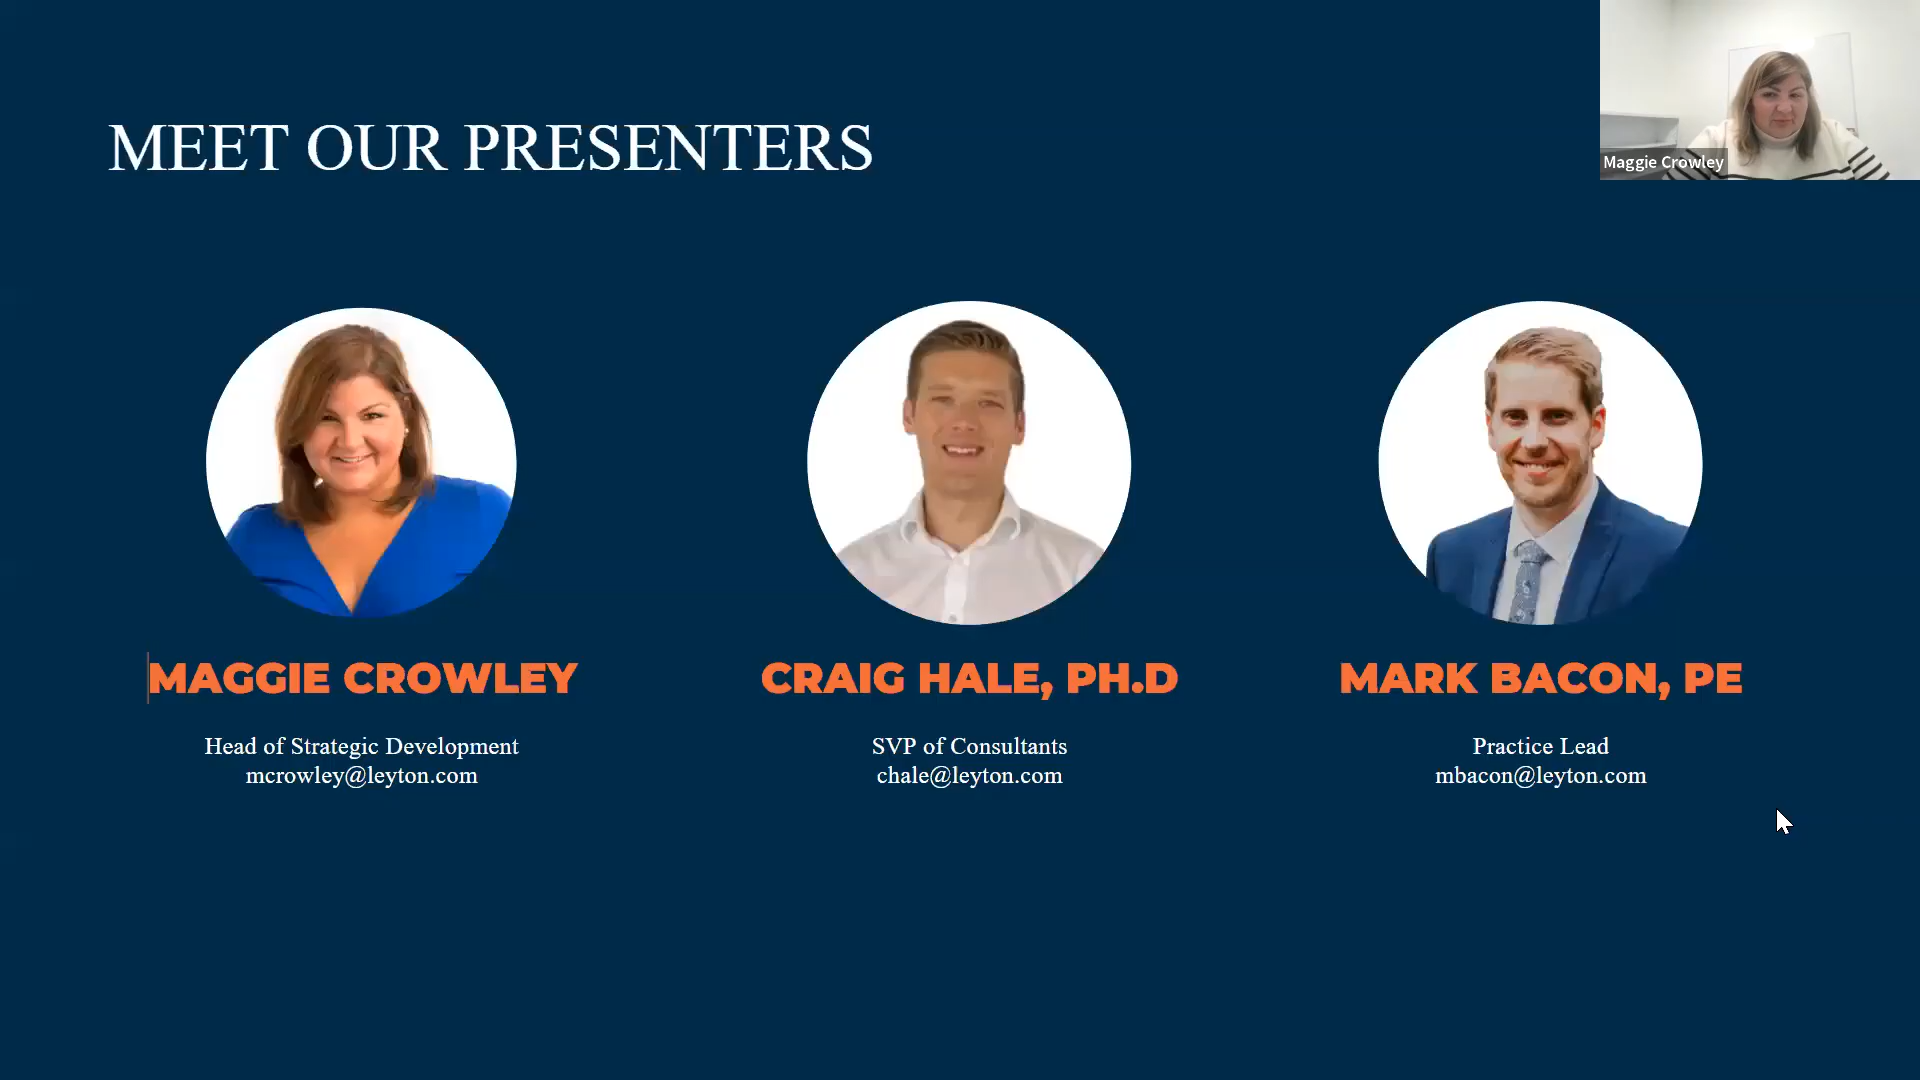 MEET OUR PRESENTERS
Maggie Crowley
MAGGIE CROWLEY
Head of Strategic Development
mcrowley@leyton.com
CRAIG HALE, PH.D
SVP of Consultants
chale@leyton.com
MARK BACON, PE
Practice Lead
mbacon@leyton.com